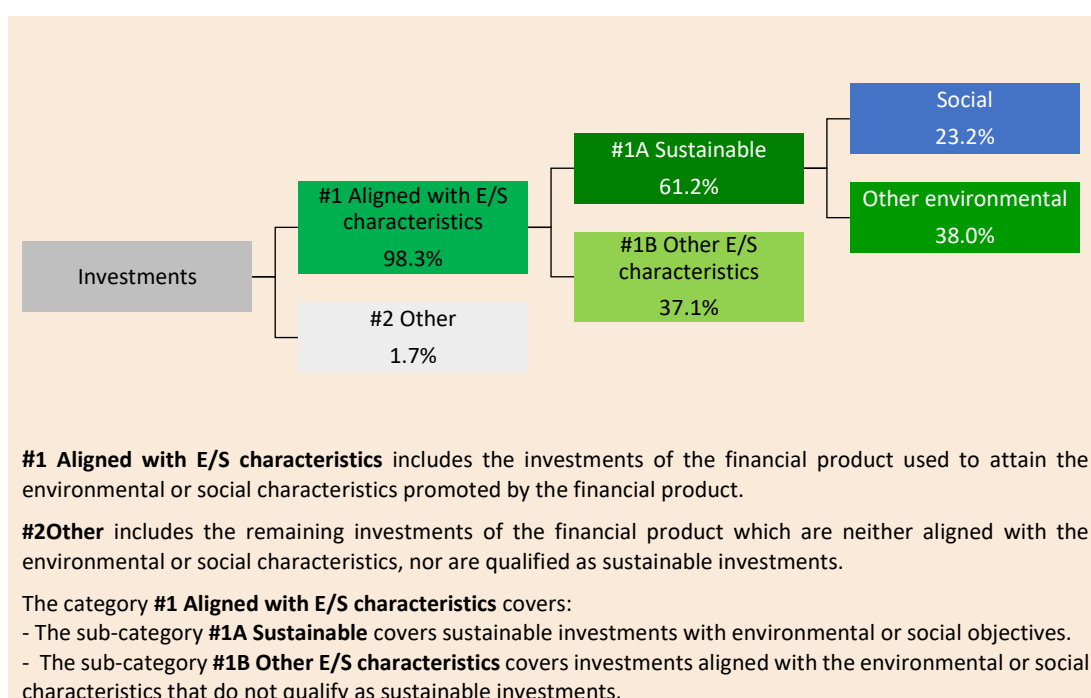 Social
23.2%
#1A Sustainable
61.2%
#1 Aligned with E/S
characteristics
98.3%
Other environmental
38.0%
#1B Other E/S
characteristics
37.1%
Investments
#2 Other
1.7%
#1 Aligned with E/S characteristics includes the investments of the financial product used to attain the
environmental or social characteristics promoted by the financial product.
#2Other includes the remaining investments of the financial product which are neither aligned with the
environmental or social characteristics, nor are qualified as sustainable investments.
The category #1 Aligned with E/S characteristics covers:
- The sub-category #1A Sustainable covers sustainable investments with environmental or social objectives.
- The sub-category #1B Other E/S characteristics covers investments aligned with the environmental or social
characteristics that do not qualify as sustainable investments.